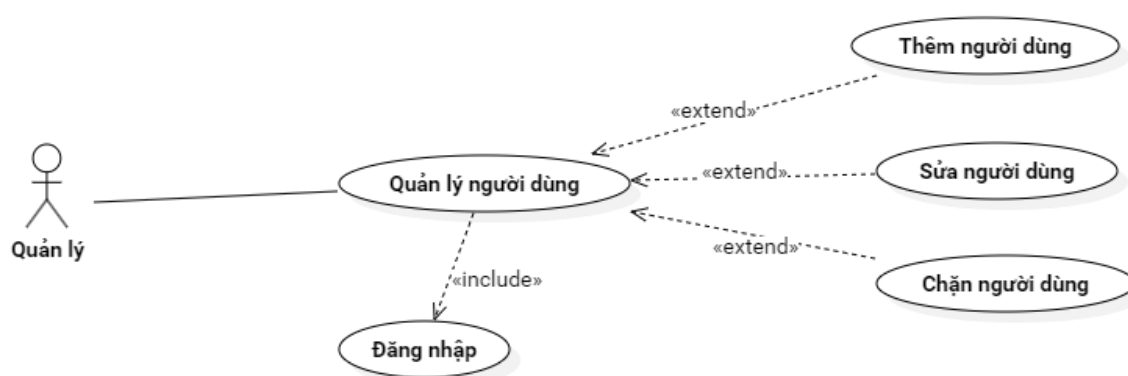 Thêm người dùng
«extend»
Quản lý người dùng
«extend»
Sửa người dùng
Quản lý
«extend»
Chặn người dùng
«include»
Đăng nhập